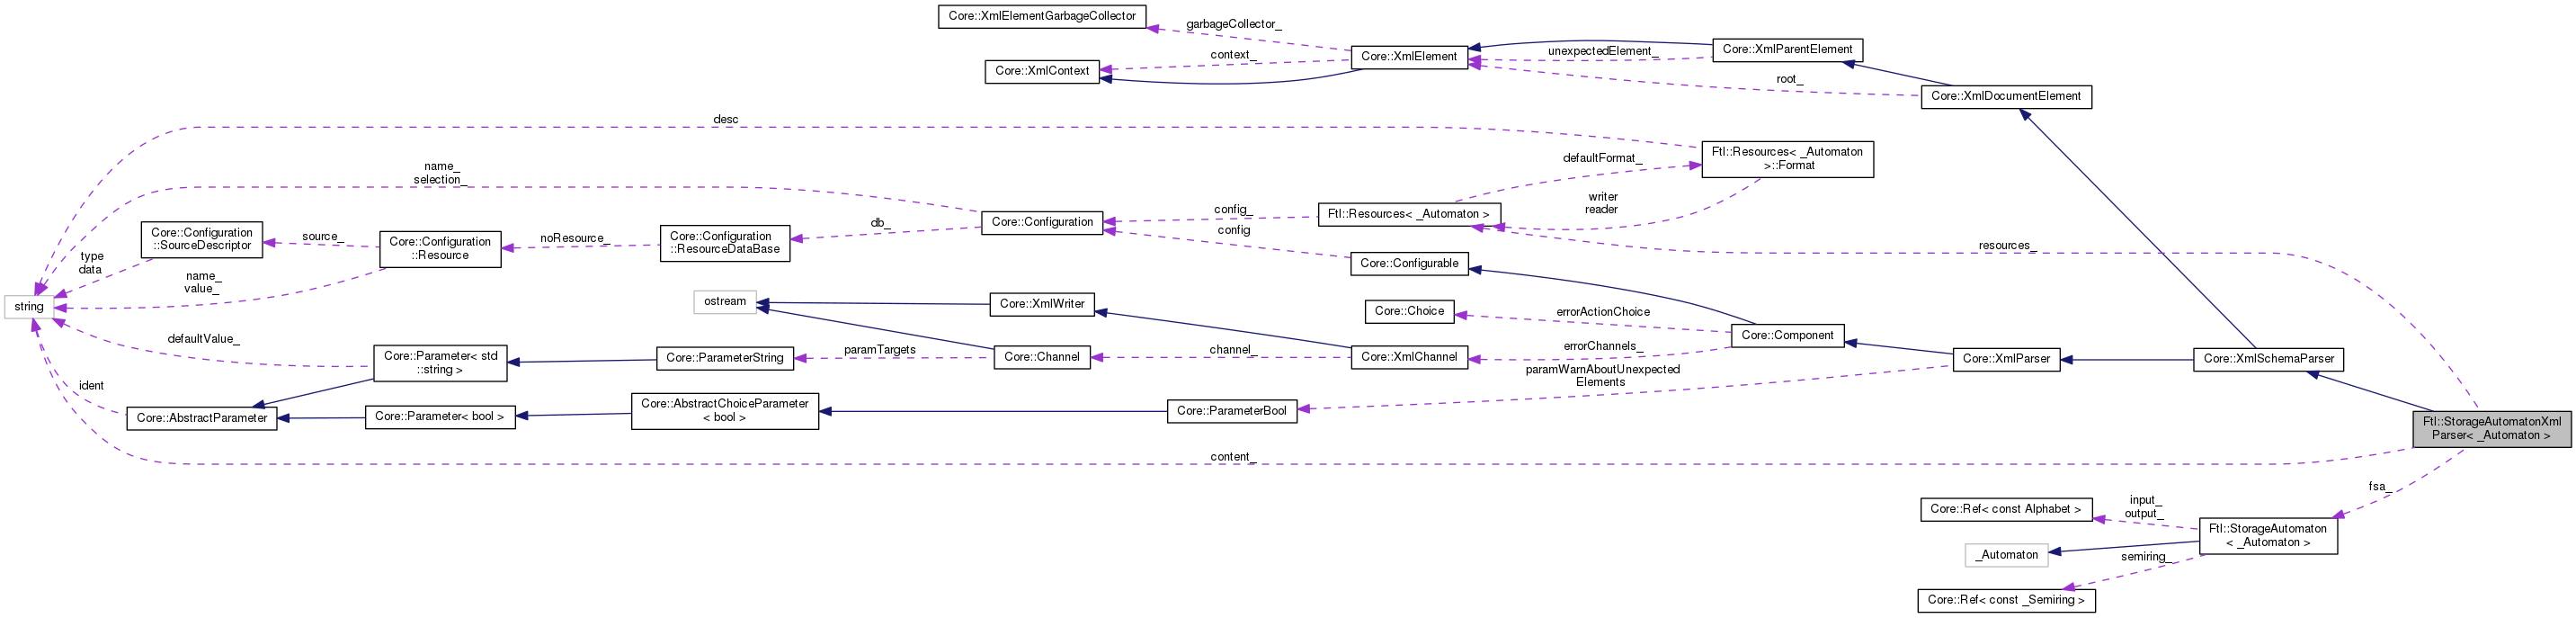 Core::XmlElementGarbageCollector
garbageCollector_
Core::XmlContext
context_
Core::XmlElement
unexpectedElement_
Core::XmlParentElement
root_
Core::XmlDocumentElement
desc
Ftl::Resources< _Automaton
>::Format
defaultFormat_
writer
reader
name_
selection_
Core::Configuration
::SourceDescriptor
source_
Core::Configuration
::Resource
noResource_
Core::Configuration
::ResourceDataBase
db_
Core::Configuration
config_
config
Ftl::Resources< _Automaton >
resources_
type
data
name_
value_
Core::Configurable
string
ostream
Core::XmlWriter
Core::Choice
errorActionChoice
Core::Component
defaultValue_
Core::Parameter< std
::string >
Core::ParameterString
paramTargets
Core::Channel
channel_
Core::XmlChannel
errorChannels_
Core::XmlParser
Core::XmlSchemaParser
paramWarnAboutUnexpected
Elements
ident
Core::AbstractParameter
Core::Parameter< bool >
Core::AbstractChoiceParameter
< bool >
Core::ParameterBool
Ftl::StorageAutomatonXml
Parser< _Automaton >
content_
fsa_
Core::Ref< const Alphabet >
input_
output_
Ftl::StorageAutomaton
< _Automaton >
_Automaton
semiring_
Core::Ref< const _Semiring >